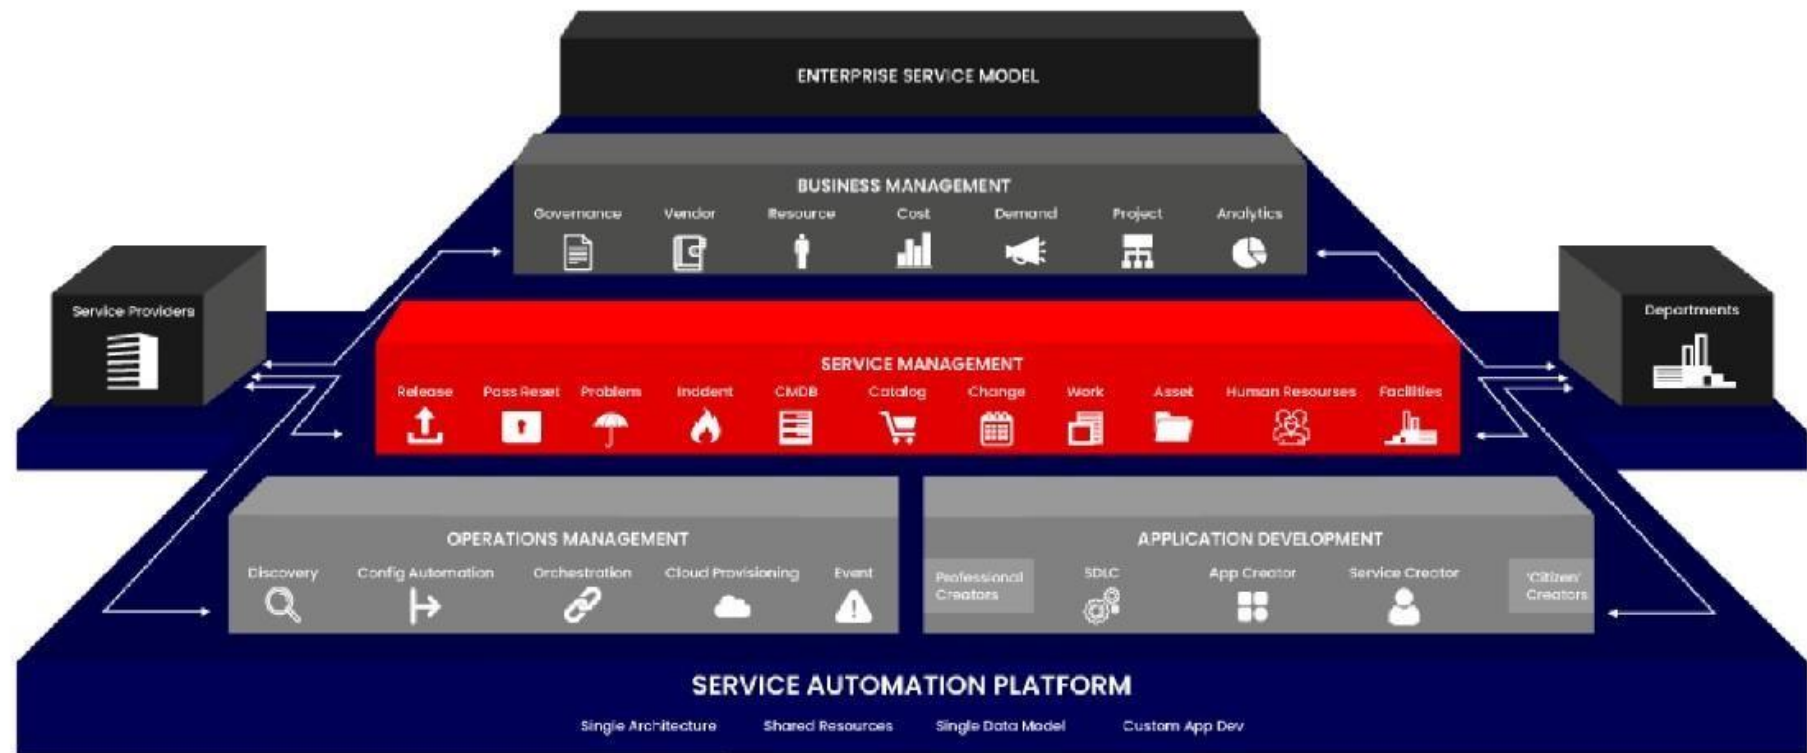 ENTERPRISE SERVICE MODEL
BUSINESS MANAGEMENT
Governance Vendor Resource Cost Demand Project Analytics
Service Providers
Departments
SERVICE MANAGEMENT
Release Pass Reset Problem Incident CMDB Catalog Change Work Asset Human Resourses Facilities
OPERATIONS MANAGEMENT
Discovery Config Automation Orchestration Cloud Provisioning Event
APPLICATION DEVELOPMENT
Professional
Creators
SDLC App Creator Service Creator
'Citizen'
Creators
SERVICE AUTOMATION PLATFORM
Single Architecture Shared Resources Single Data Model Custom App Dev